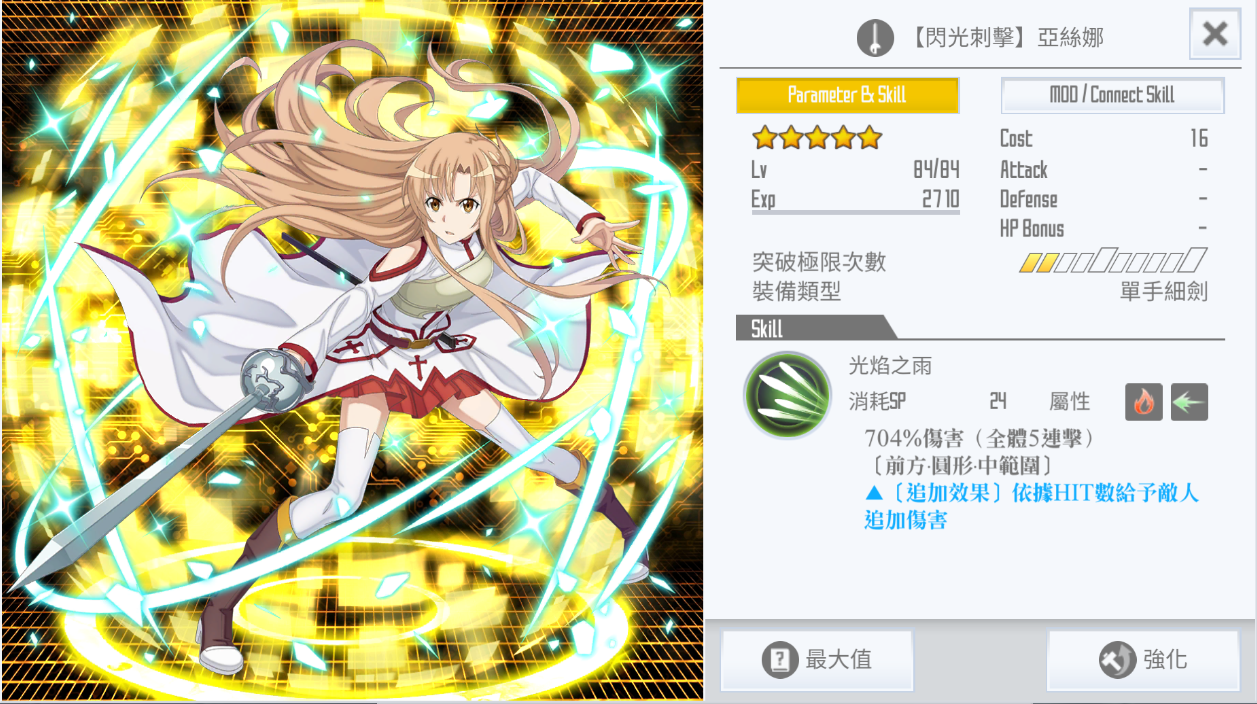 【閃光刺擊】亞絲娜
Parameter & Skill
MOD / Connect Skill
Lv 84/84
Exp 2710
Cost 16
Attack -
Defense -
HP Bonus -
突破極限次數
裝備類型 單手細劍
Skill
光焰之雨
消耗SP 24 屬性
704%傷害（全體5連擊）
〔前方·圓形·中範圍〕
▲〔追加效果〕依據HIT數給予敵人
追加傷害
最大值
強化